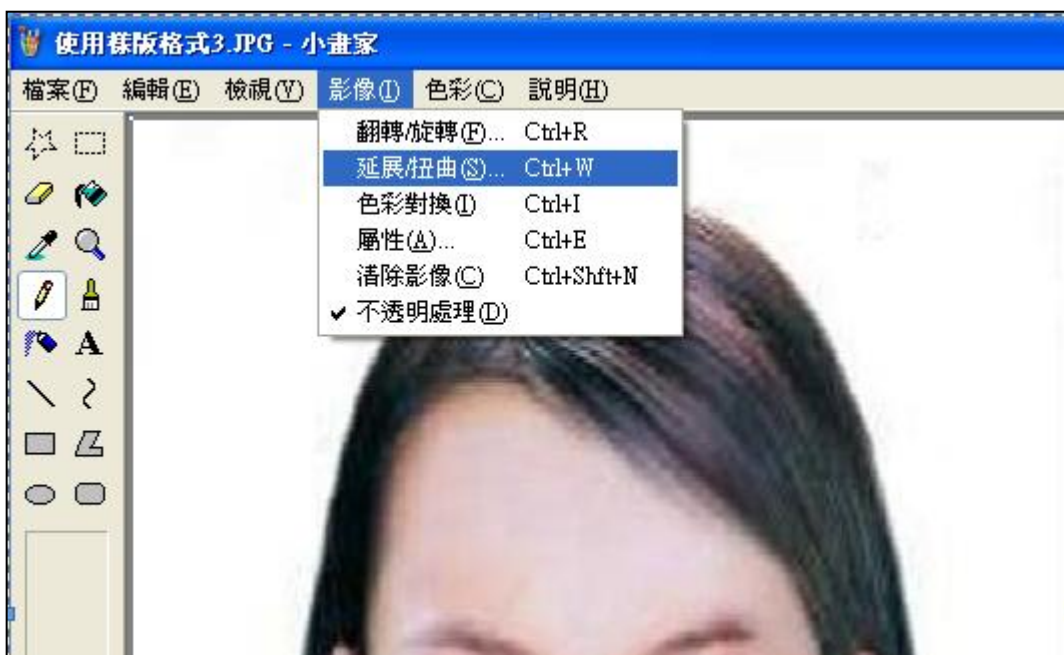 使用樣版格式3.JPG - 小畫家
檔案(F) 編輯(E) 檢視(V) 影像(I) 色彩(C) 說明(H)
翻轉/旋轉(F)... Ctrl+R
延展/扭曲(S)... Ctrl+W
色彩對換(I) Ctrl+I
屬性(A)... Ctrl+E
清除影像(C) Ctrl+Shft+N
✓ 不透明處理(D)
A